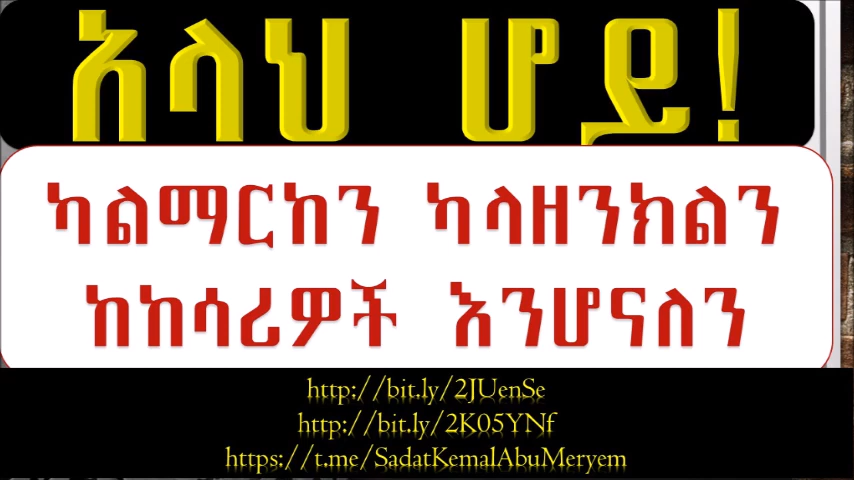 አላህ ሆይ!
ካልማርከን ካላዘንክልን
ከከሳሪዎች እንሆናለን
http://bit.ly/2JUenSe
http://bit.ly/2K05YNf
https://t.me/SadatKemalAbuMeryem